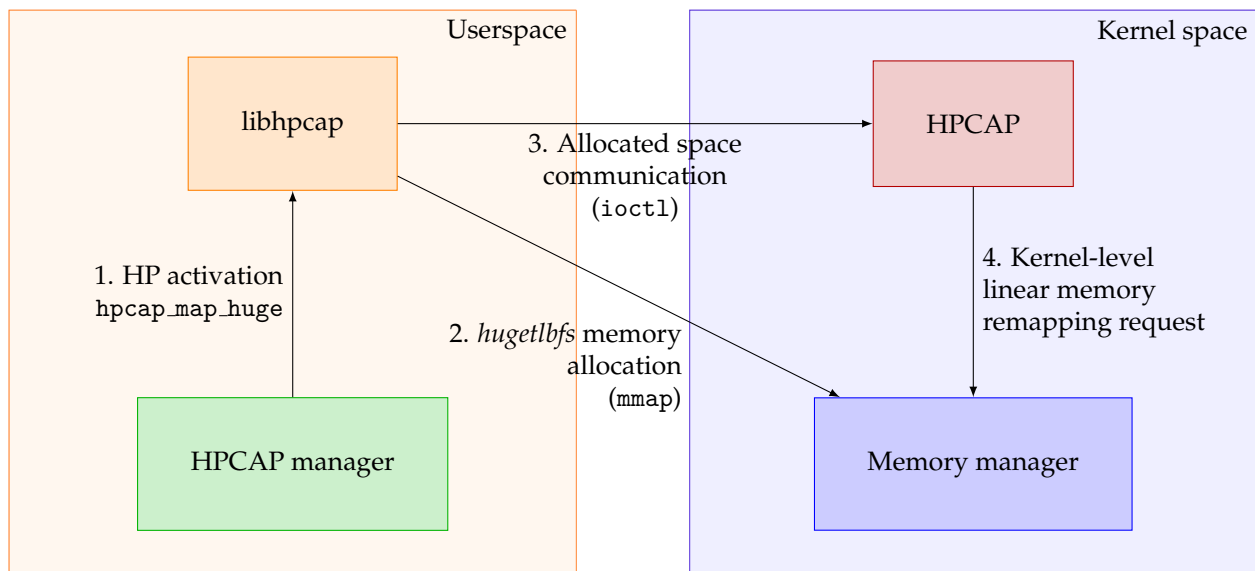 Userspace
Kernel space
libhpcap
HPCAP
3. Allocated space
communication
(ioctl)
1. HP activation
hpcap_map_huge
4. Kernel-level
linear memory
remapping request
2. hugetlbfs memory
allocation
(mmap)
HPCAP manager
Memory manager